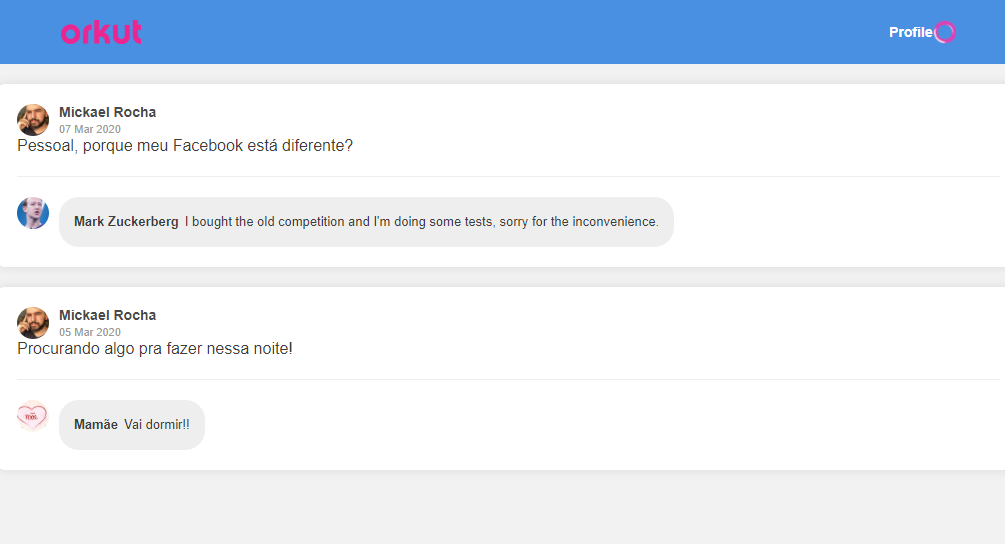 orkut
Profile
Mickael Rocha
07 Mar 2020
Pessoal, porque meu Facebook está diferente?
Mark Zuckerberg I bought the old competition and I'm doing some tests, sorry for the inconvenience.
Mickael Rocha
05 Mar 2020
Procurando algo pra fazer nessa noite!
Mamãe Vai dormir!!